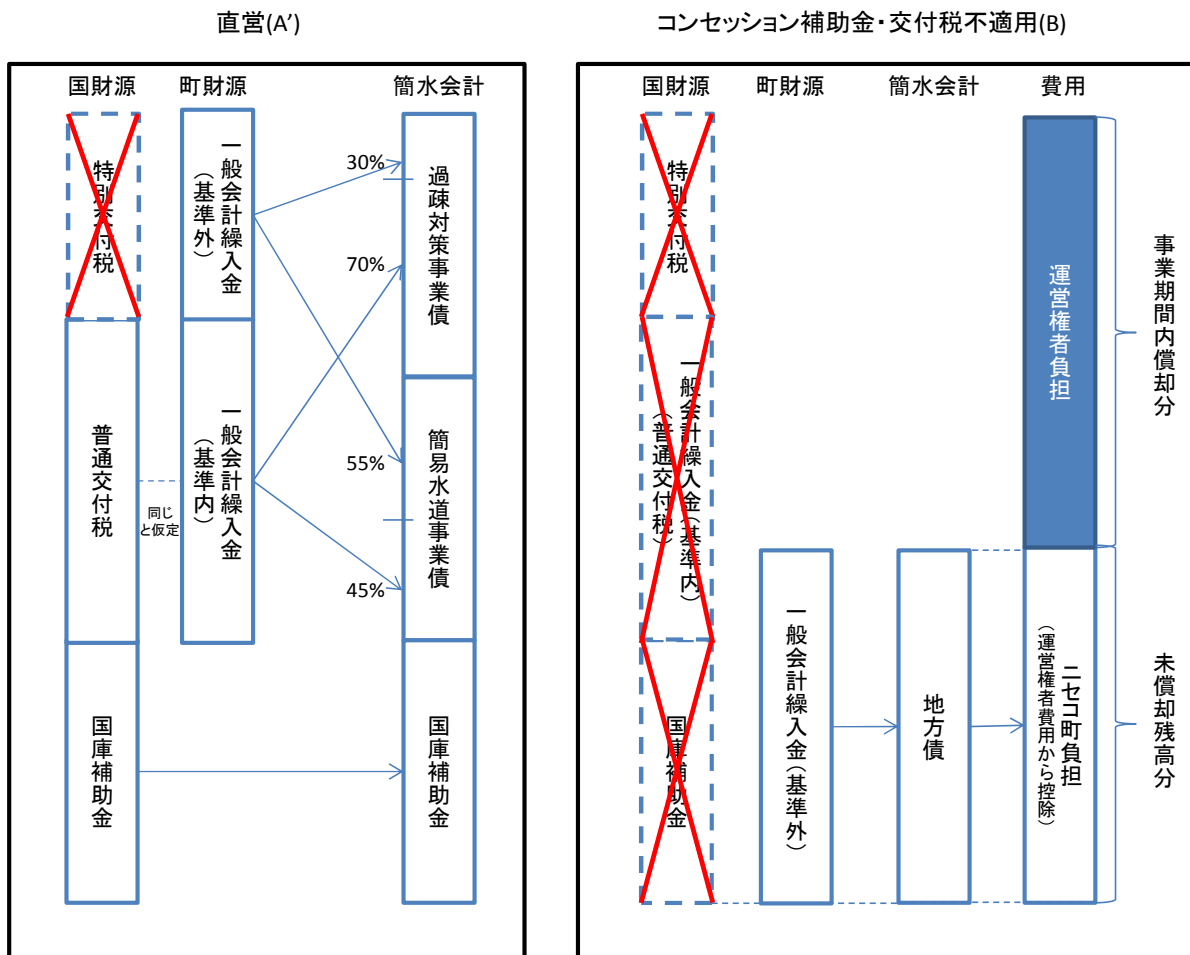 直営(A’)
国財源
町財源
簡水会計
特別交付税
普通交付税
国庫補助金
同じ
と仮定
一般会計繰入金
(基準外)
一般会計繰入金
(基準内)
30%
70%
55%
45%
過疎対策事業債
簡易水道事業債
国庫補助金
コンセッション補助金・交付税不適用(B)
国財源
町財源
簡水会計
費用
特別交付税
一般会計繰入金(基準内)
(普通交付税)
国庫補助金
一般会計繰入金(基準外)
地方債
運営権者負担
ニセコ町負担
(運営権者費用から控除)
事業期間内償却分
未償却残高分